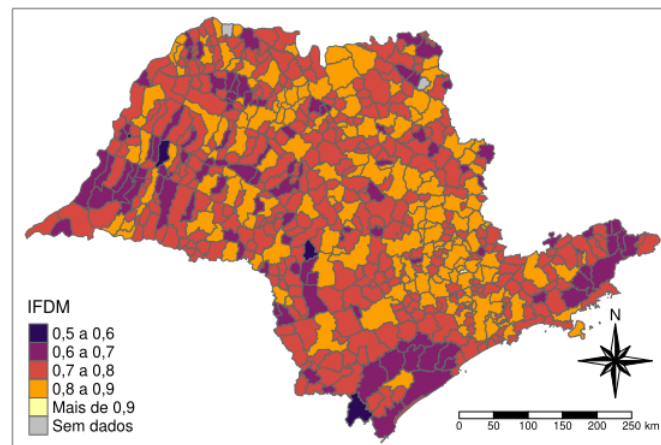 IFDM
0,5 a 0,6
0,6 a 0,7
0,7 a 0,8
0,8 a 0,9
Mais de 0,9
Sem dados
N
0 50 100 150 200 250 km